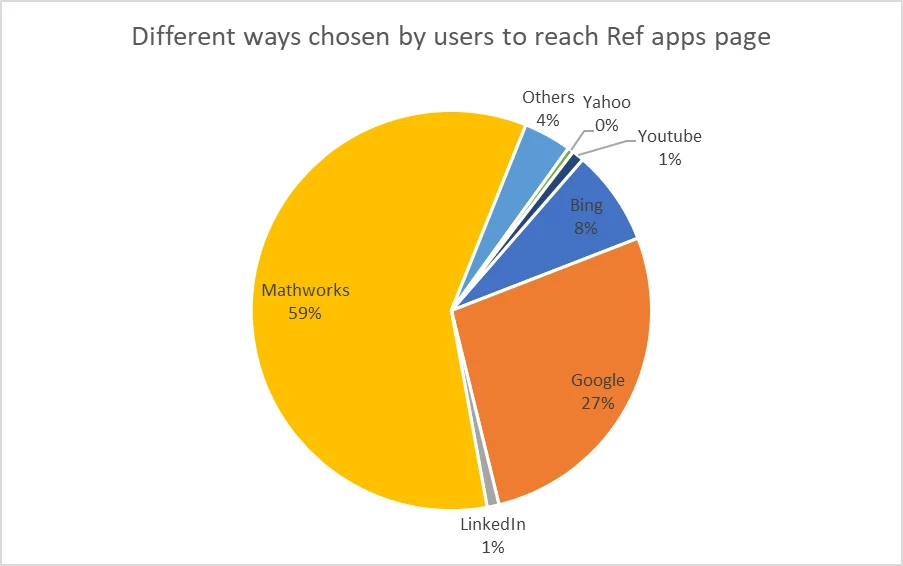 Different ways chosen by users to reach Ref apps page
Others
4%
Yahoo
0%
Youtube
1%
Bing
8%
Mathworks
59%
Google
27%
LinkedIn
1%